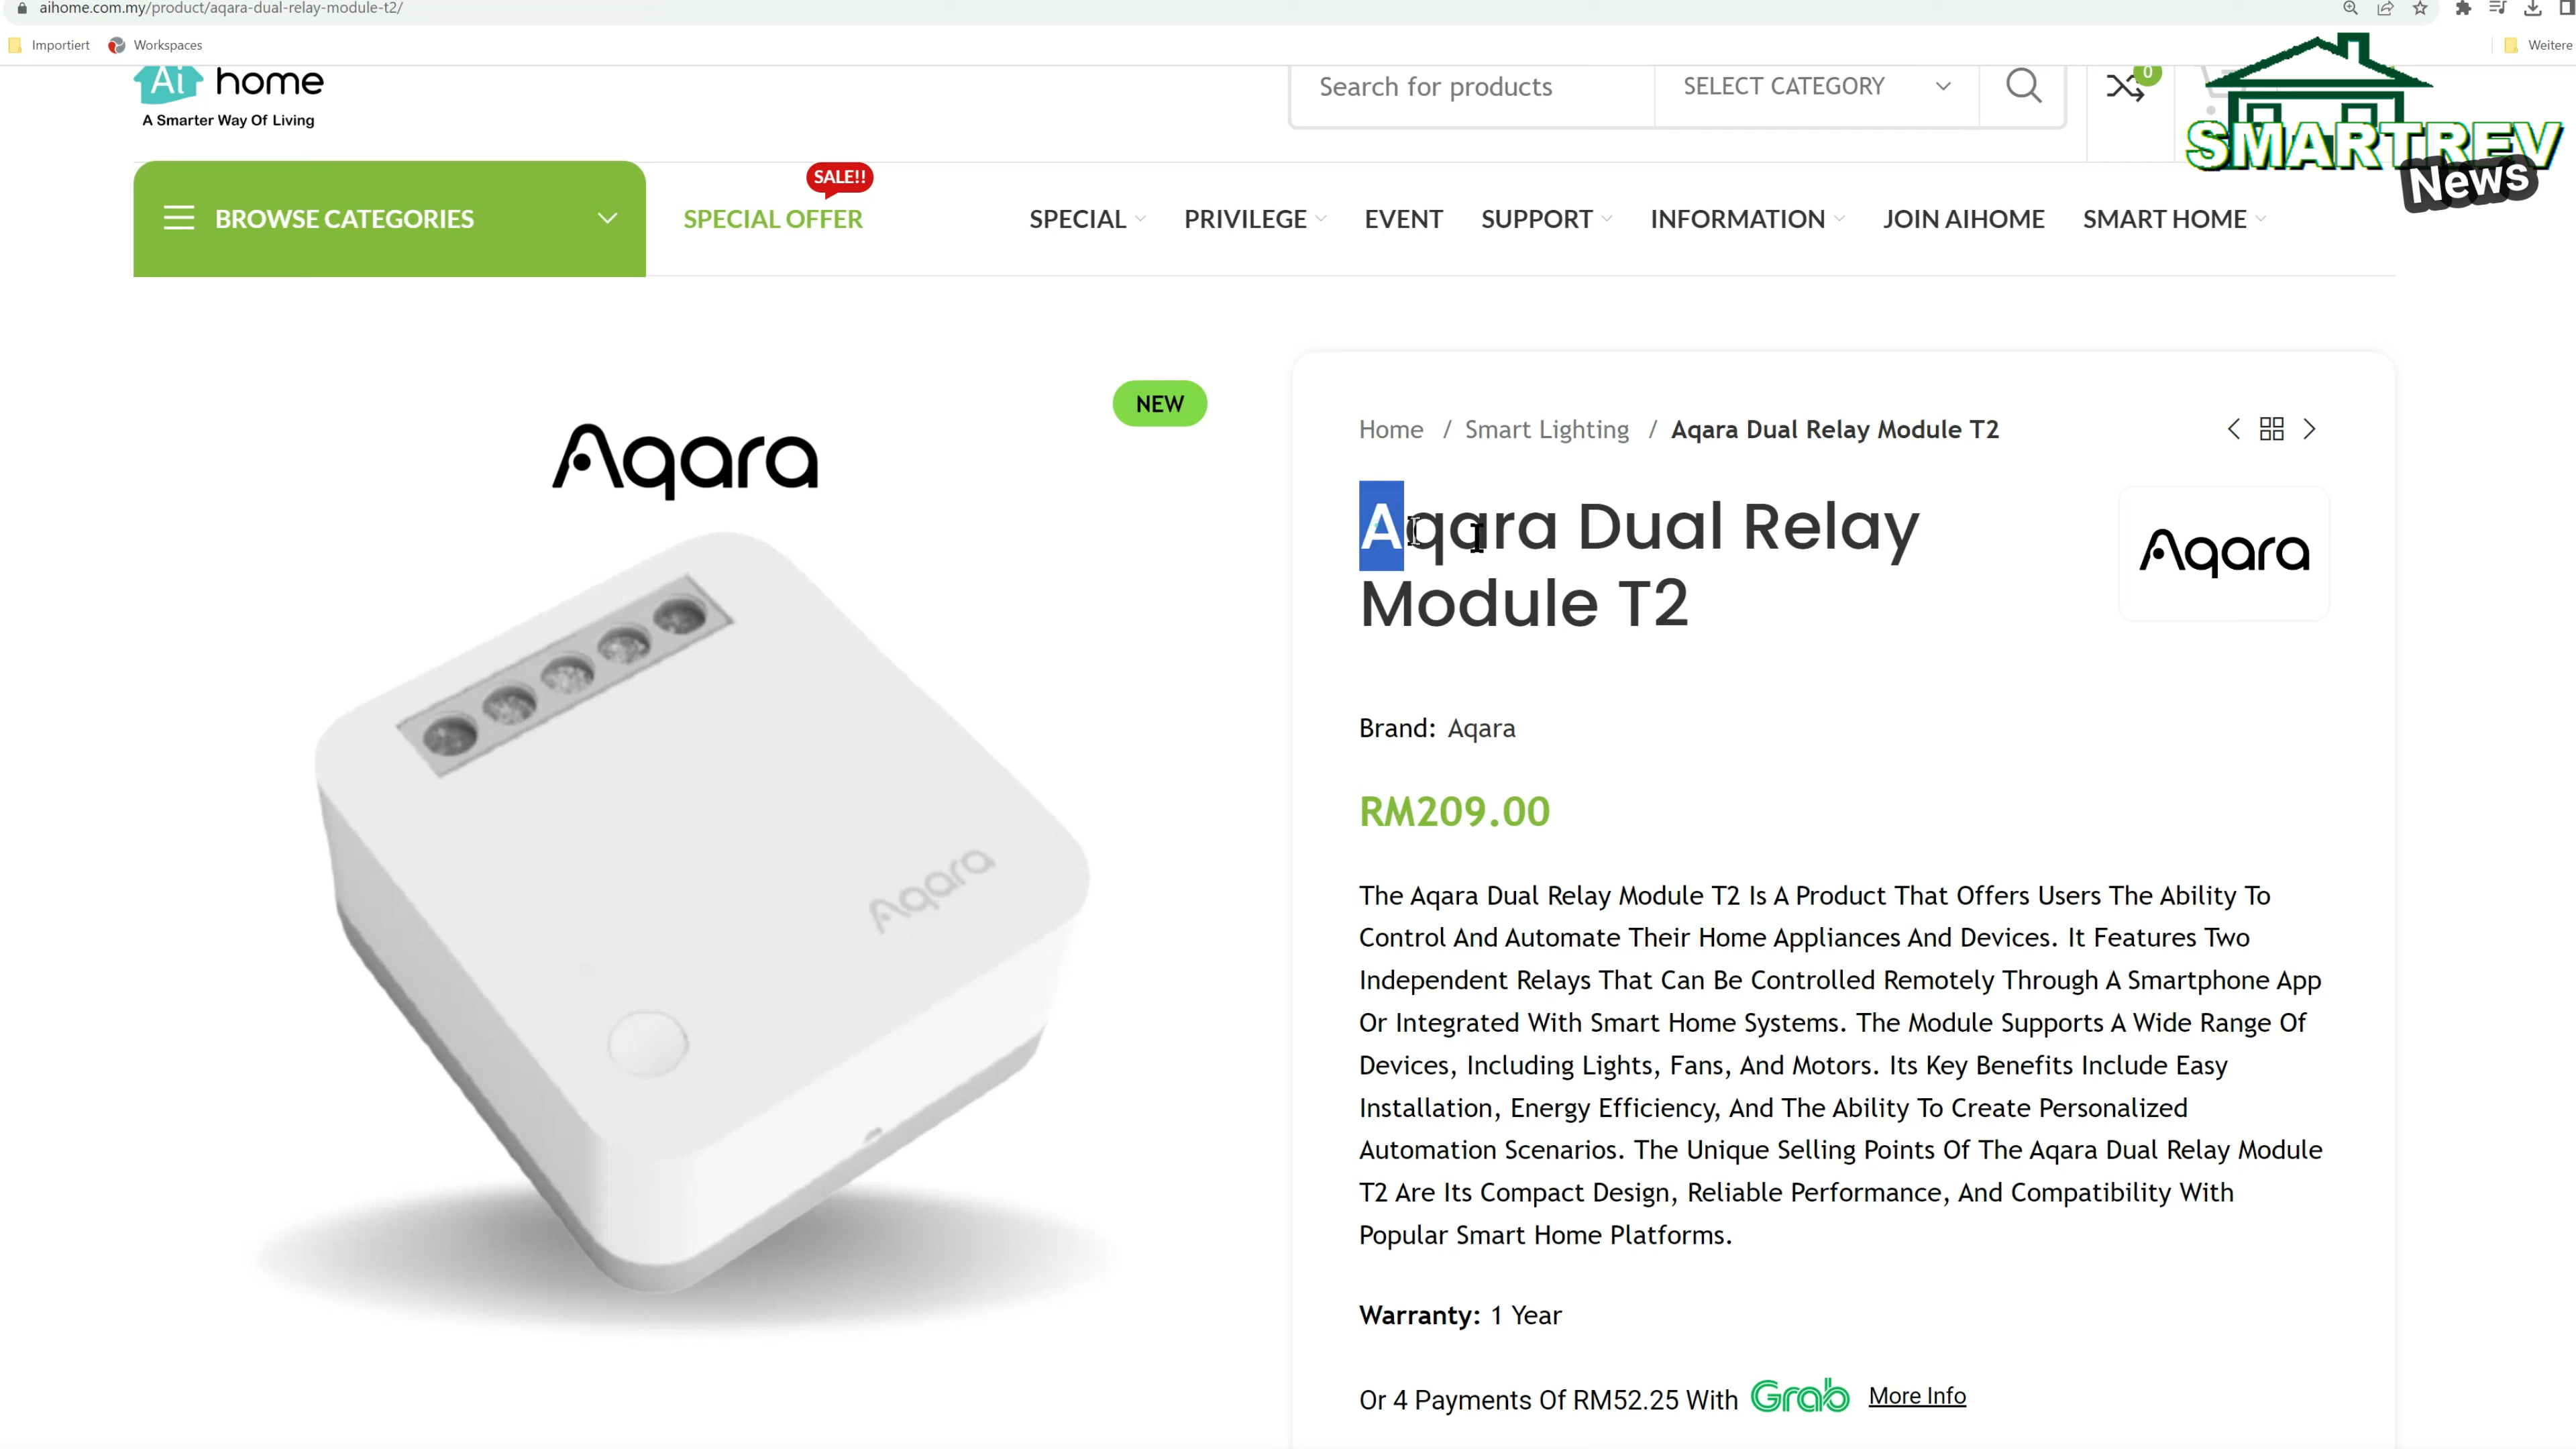 aihome.com.my/product/aqara-dual-relay-module-t2/
Importiert Workspaces Weitere
Ai home
A Smarter Way Of Living
Search for products SELECT CATEGORY 0
SMARTREV
News
BROWSE CATEGORIES SPECIAL OFFER SALE!! SPECIAL PRIVILEGE EVENT SUPPORT INFORMATION JOIN AIHOME SMART HOME
NEW
Aqara
Aqara
Home / Smart Lighting / Aqara Dual Relay Module T2
Aqara Dual Relay
Module T2
Aqara
Brand: Aqara
RM209.00
The Aqara Dual Relay Module T2 Is A Product That Offers Users The Ability To
Control And Automate Their Home Appliances And Devices. It Features Two
Independent Relays That Can Be Controlled Remotely Through A Smartphone App
Or Integrated With Smart Home Systems. The Module Supports A Wide Range Of
Devices, Including Lights, Fans, And Motors. Its Key Benefits Include Easy
Installation, Energy Efficiency, And The Ability To Create Personalized
Automation Scenarios. The Unique Selling Points Of The Aqara Dual Relay Module
T2 Are Its Compact Design, Reliable Performance, And Compatibility With
Popular Smart Home Platforms.
Warranty: 1 Year
Or 4 Payments Of RM52.25 With Grab More Info